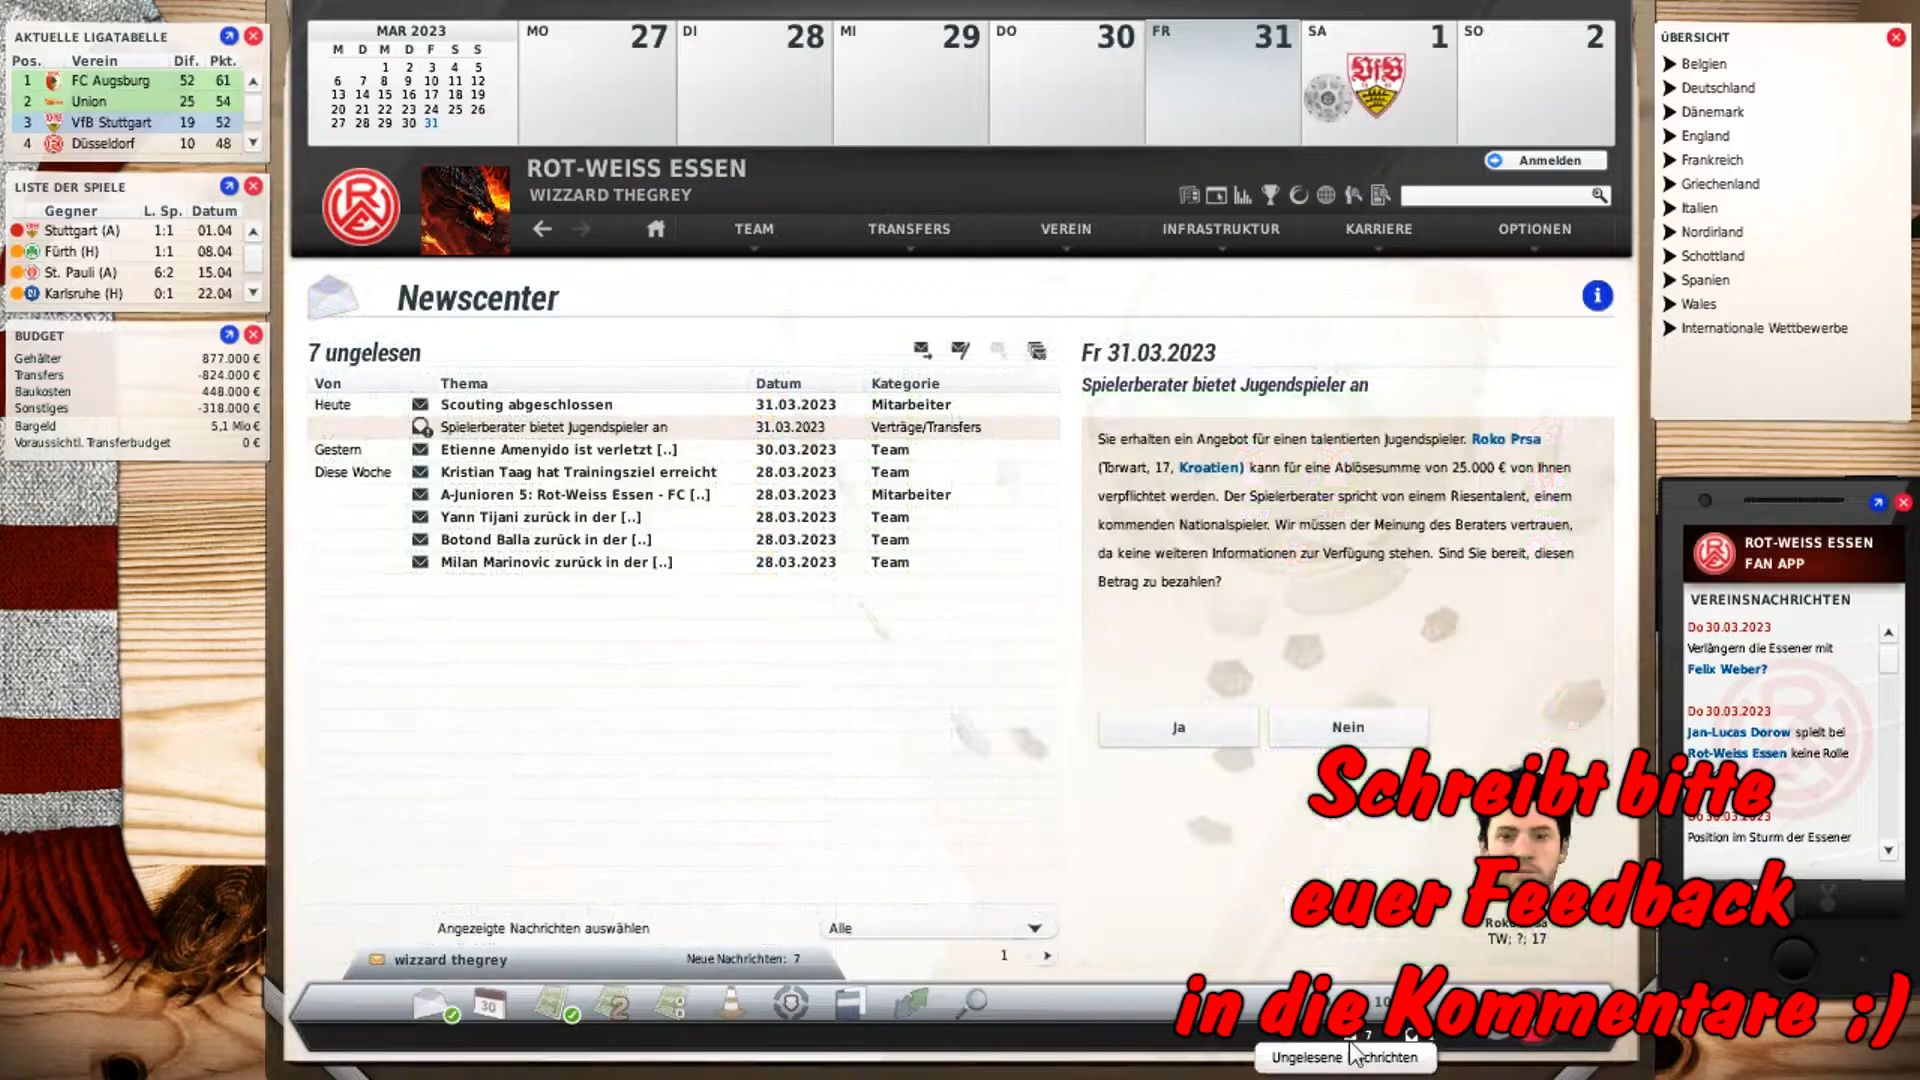 AKTUELLE LIGATABELLE
Pos. Verein Dif. Pkt.
1 FC Augsburg 52 61
2 Union 25 54
3 VfB Stuttgart 19 52
4 Düsseldorf 10 48
LISTE DER SPIELE
Gegner L. Sp. Datum
Stuttgart (A) 1:1 01.04
Fürth (H) 1:1 08.04
St. Pauli (A) 6:2 15.04
Karlsruhe (H) 0:1 22.04
BUDGET
Gehälter 877.000 €
Transfers -824.000 €
Baukosten 448.000 €
Sonstiges -318.000 €
Bargeld 5,1 Mio €
Voraussichtl. Transferbudget 0 €
MAR 2023
M D M D F S S
1 2 3 4 5
6 7 8 9 10 11 12
13 14 15 16 17 18 19
20 21 22 23 24 25 26
27 28 29 30 31
MO 27 DI 28 MI 29 DO 30 FR 31 SA 1 SO 2
ROT-WEISS ESSEN
WIZZARD THEGREY
Anmelden
TEAM TRANSFERS VEREIN INFRASTRUKTUR KARRIERE OPTIONEN
Newscenter
7 ungelesen
Von Thema Datum Kategorie
Heute Scouting abgeschlossen 31.03.2023 Mitarbeiter
Spielerberater bietet Jugendspieler an 31.03.2023 Verträge/Transfers
Gestern Etienne Amenyido ist verletzt [..] 30.03.2023 Team
Diese Woche Kristian Taag hat Trainingsziel erreicht 28.03.2023 Team
A-Junioren 5: Rot-Weiss Essen - FC [..] 28.03.2023 Mitarbeiter
Yann Tijani zurück in der [..] 28.03.2023 Team
Botond Balla zurück in der [..] 28.03.2023 Team
Milan Marinovic zurück in der [..] 28.03.2023 Team
Angezeigte Nachrichten auswählen Alle
1
wizzard thegrey Neue Nachrichten: 7
30
2
Fr 31.03.2023
Spielerberater bietet Jugendspieler an
Sie erhalten ein Angebot für einen talentierten Jugendspieler. Roko Prsa
(Torwart, 17, Kroatien) kann für eine Ablösesumme von 25.000 € von Ihnen
verpflichtet werden. Der Spielerberater spricht von einem Riesentalent, einem
kommenden Nationalspieler. Wir müssen der Meinung des Beraters vertrauen,
da keine weiteren Informationen zur Verfügung stehen. Sind Sie bereit, diesen
Betrag zu bezahlen?
Ja Nein
TW; ?; 17
Schreibt bitte
euer Feedback
in die Kommentare ;)
7
Ungelesene
ÜBERSICHT
Belgien
Deutschland
Dänemark
England
Frankreich
Griechenland
Italien
Nordirland
Schottland
Spanien
Wales
Internationale Wettbewerbe
ROT-WEISS ESSEN
FAN APP
VEREINSNACHRICHTEN
Do 30.03.2023
Verlängern die Essener mit
Felix Weber?
Do 30.03.2023
Jan-Lucas Dorow spielt bei
Rot-Weiss Essen keine Rolle
Do 30.03.2023
Position im Sturm der Essener